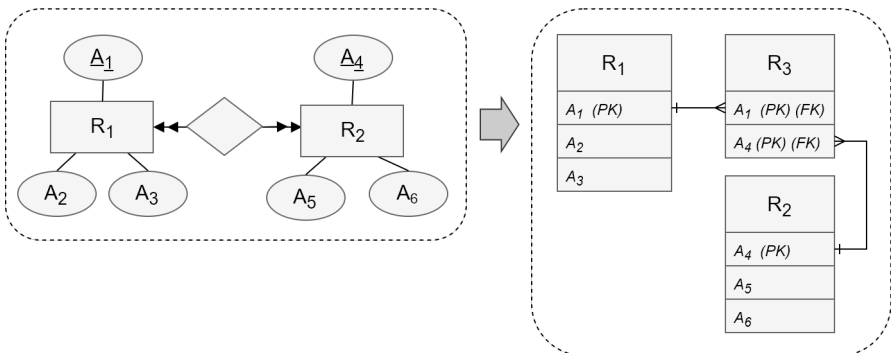 A1
A4
R1
R2
A2
A3
A5
A6
R1
A1 (PK)
A2
A3
R3
A1 (PK) (FK)
A4 (PK) (FK)
R2
A4 (PK)
A5
A6